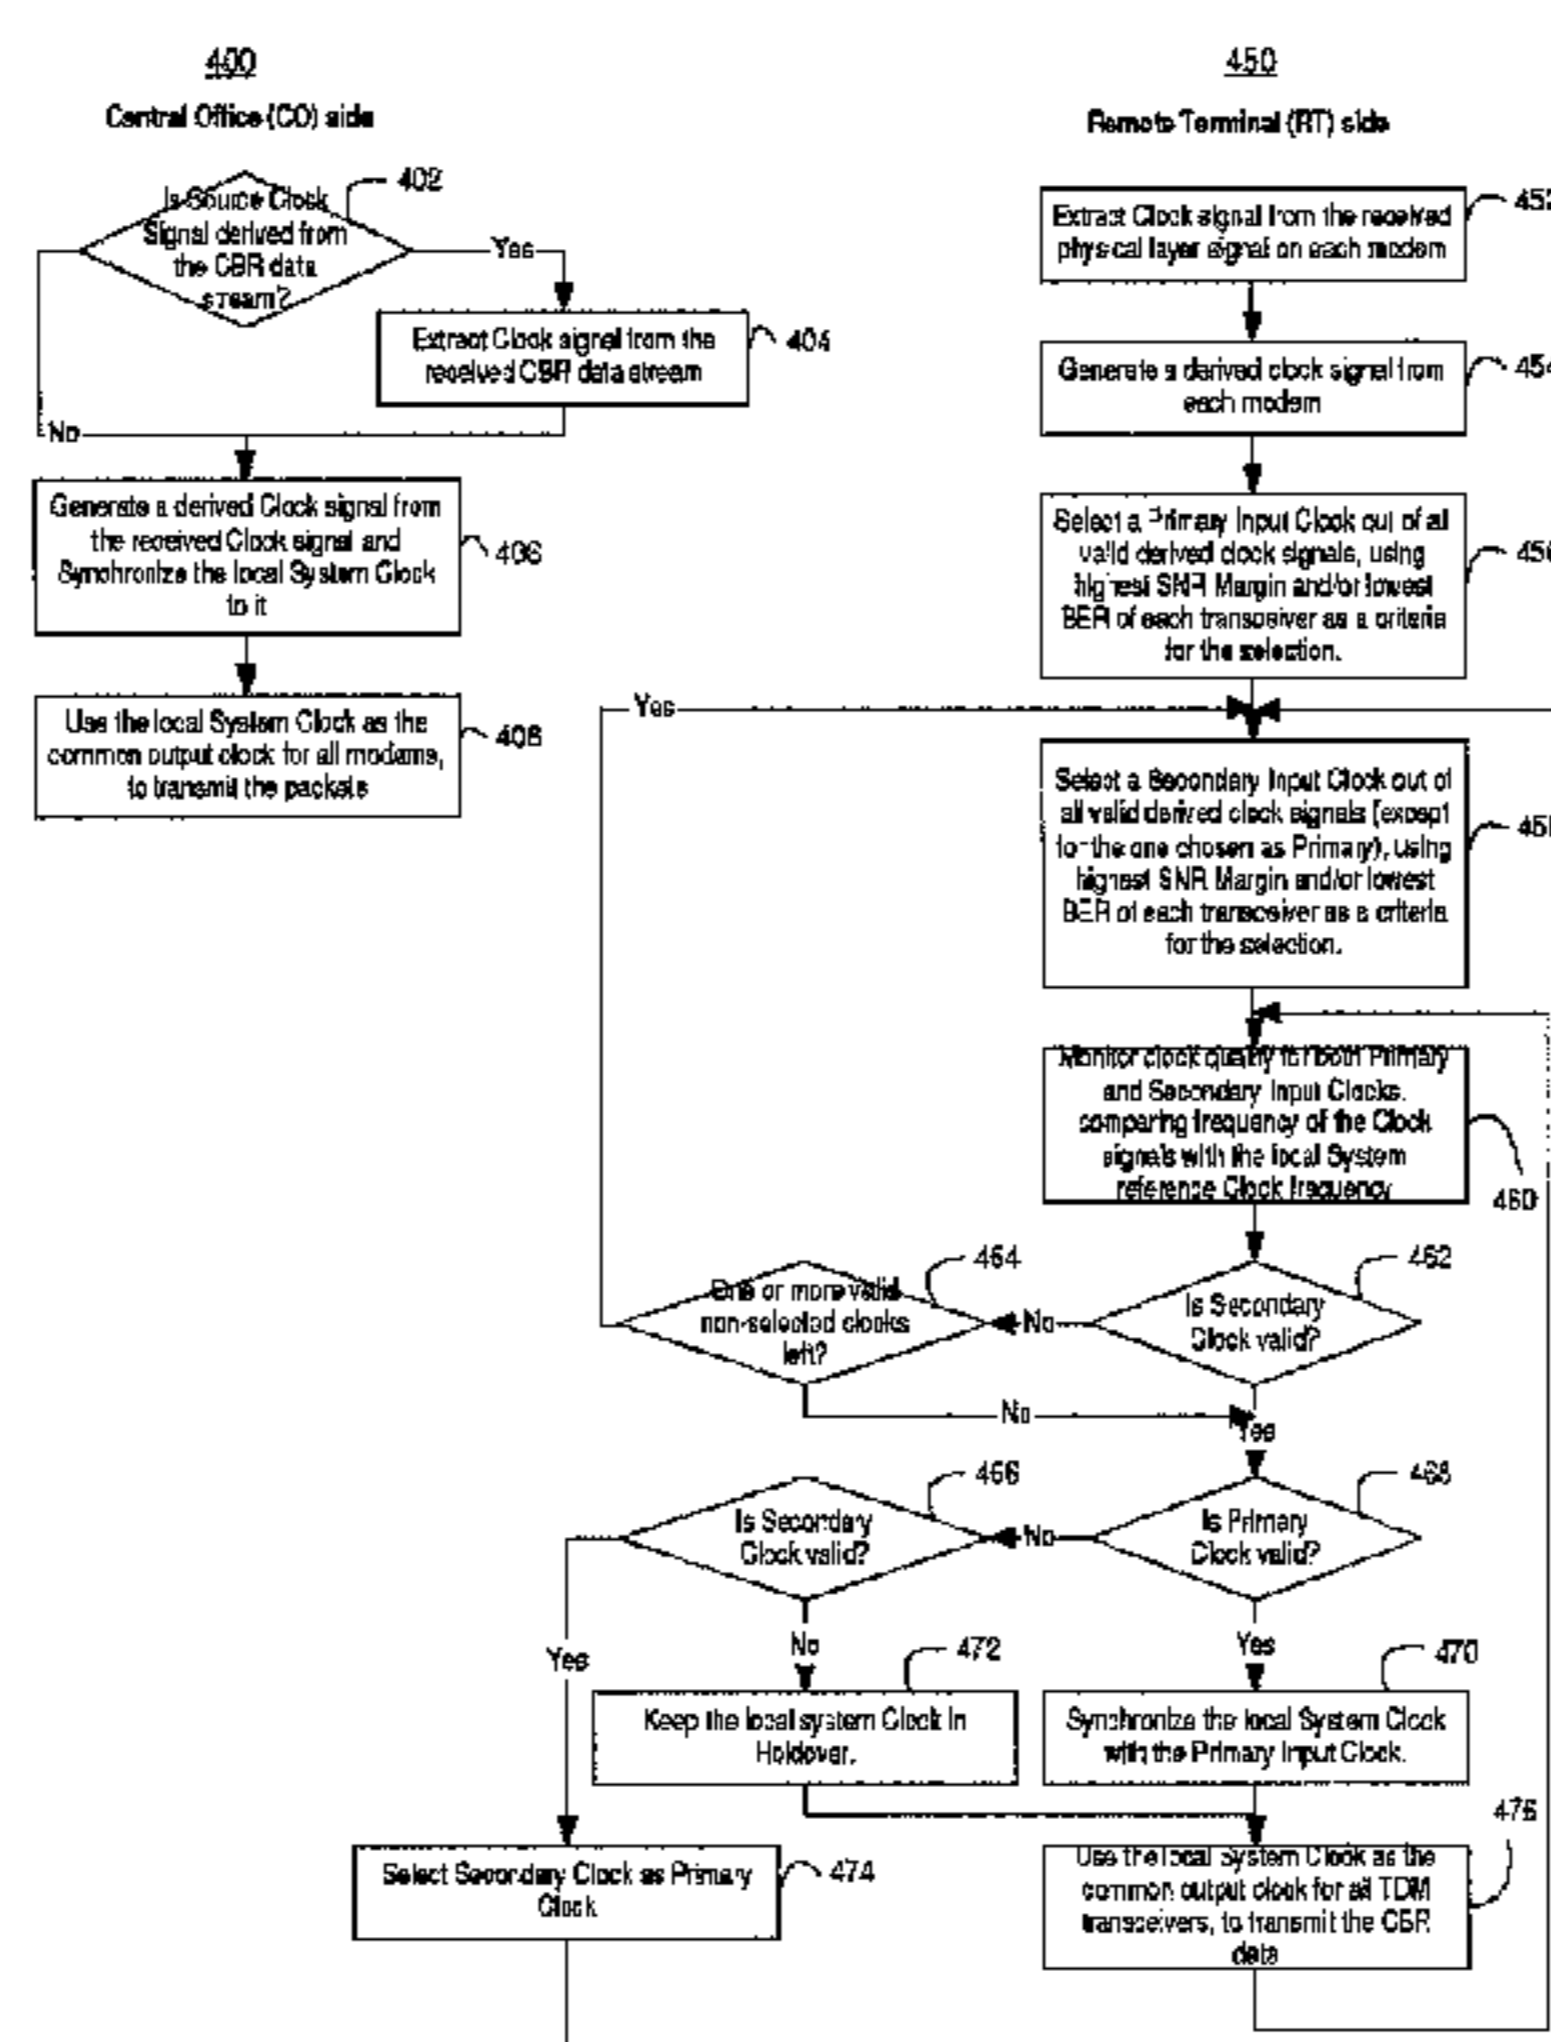 400
Central Office (CO) side
Is Source Clock
Signal derived from
the CBR data
stream?
402
Yes
Extract Clock signal from the
received CBR data stream
404
No
Generate a derived Clock signal from
the received Clock signal and
Synchronize the local System Clock
to it
406
Use the local System Clock as the
common output clock for all modems,
to transmit the packets
408
450
Remote Terminal (RT) side
Extract Clock signal from the received
physical layer signal on each modem
Generate a derived clock signal from
each modem
Select a Primary Input Clock out of all
valid derived clock signals, using
highest SNR Margin and/or lowest
BER of each transceiver as a criteria
for the selection.
Yes
Select a Secondary Input Clock out of
all valid derived clock signals (except
for the one chosen as Primary), using
highest SNR Margin and/or lowest
BER of each transceiver as a criteria
for the selection.
Monitor clock quality for both Primary
and Secondary Input Clocks,
comparing frequency of the Clock
signals with the local System
reference Clock frequency
460
One or more valid
non-selected clocks
left?
464
No
Is Secondary
Clock valid?
462
No
Yes
Is Secondary
Clock valid?
466
No
Is Primary
Clock valid?
468
Yes
No
Yes
Keep the local system Clock in
Holdover.
472
Synchronize the local System Clock
with the Primary Input Clock.
470
Select Secondary Clock as Primary
Clock
474
Use the local System Clock as the
common output clock for all TDM
transceivers, to transmit the CBR
data
476